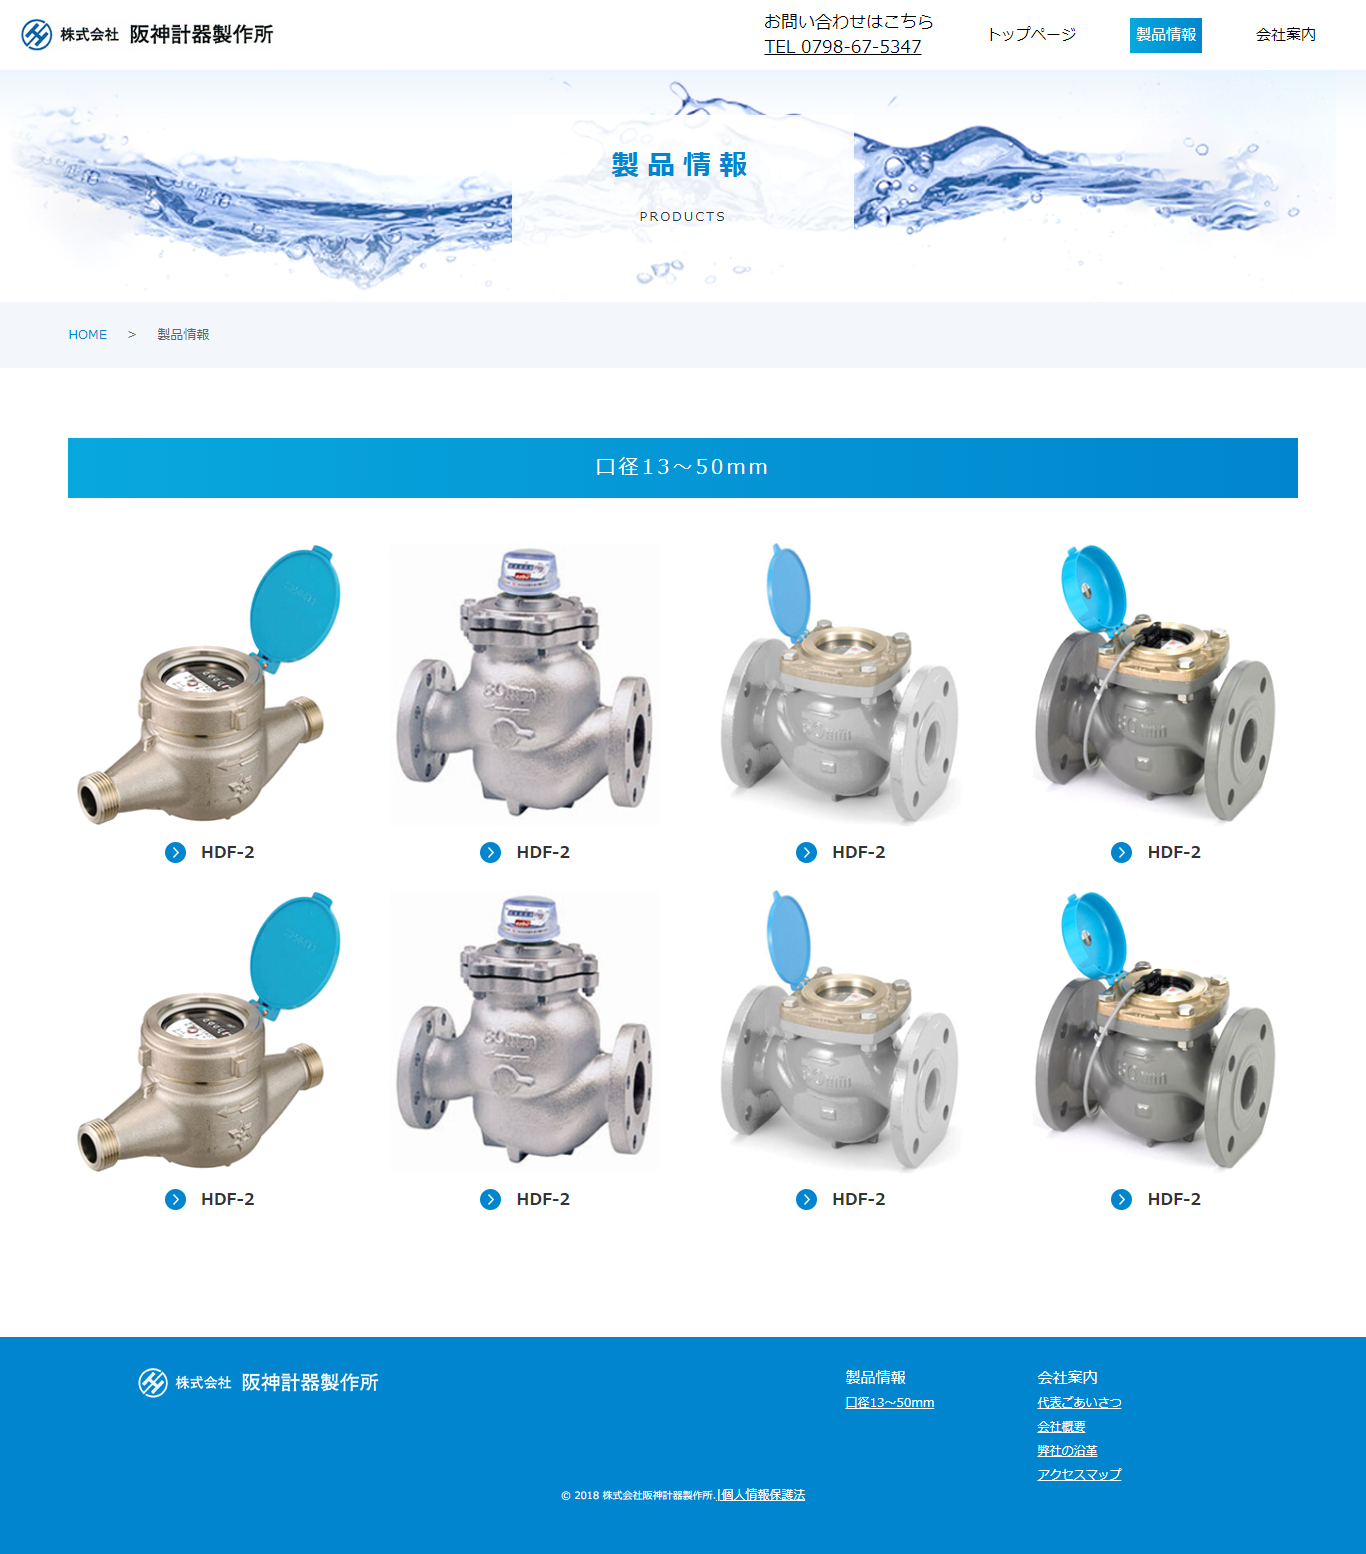 株式会社 阪神計器製作所
お問い合わせはこちら
TEL 0798-67-5347
トップページ
製品情報
会社案内
製品情報
PRODUCTS
HOME > 製品情報
口径13〜50mm
HDF-2
HDF-2
HDF-2
HDF-2
HDF-2
HDF-2
HDF-2
HDF-2
株式会社 阪神計器製作所
製品情報
口径13〜50mm
会社案内
代表ごあいさつ
会社概要
弊社の沿革
アクセスマップ
© 2018 株式会社阪神計器製作所.|個人情報保護法